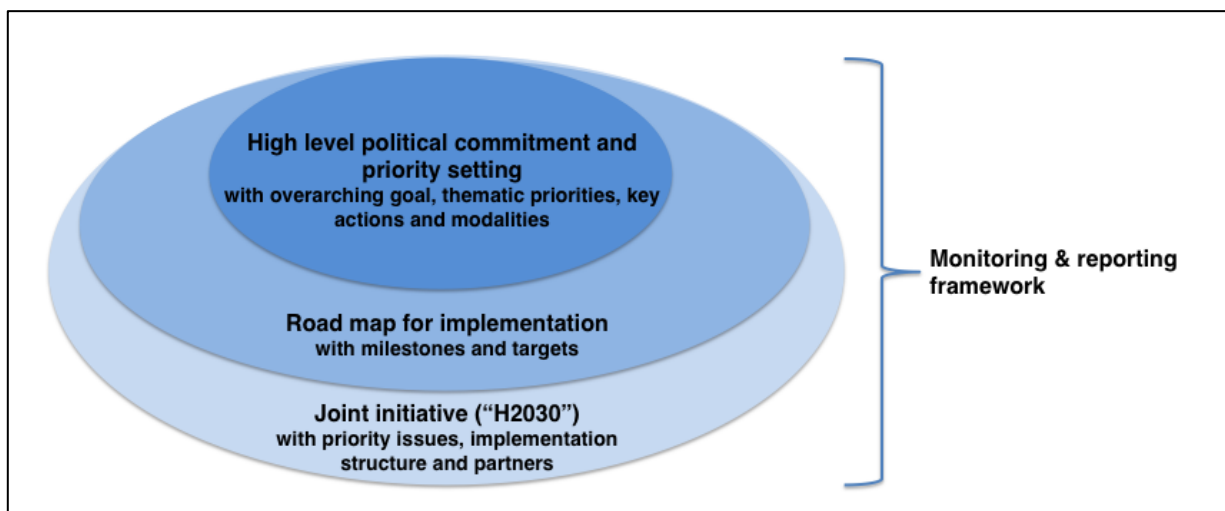 High level political commitment and
priority setting
with overarching goal, thematic priorities, key
actions and modalities
Road map for implementation
with milestones and targets
Joint initiative (“H2030”)
with priority issues, implementation
structure and partners
Monitoring & reporting
framework